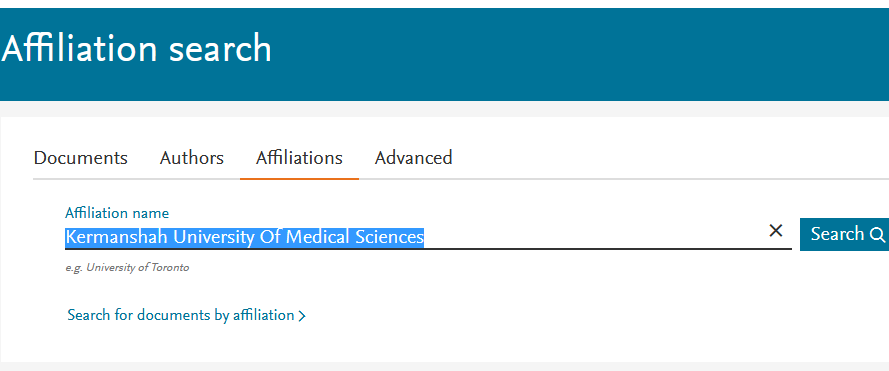 Affiliation search
Documents Authors Affiliations Advanced
Affiliation name
Kermanshah University Of Medical Sciences
Search
e.g. University of Toronto
Search for documents by affiliation